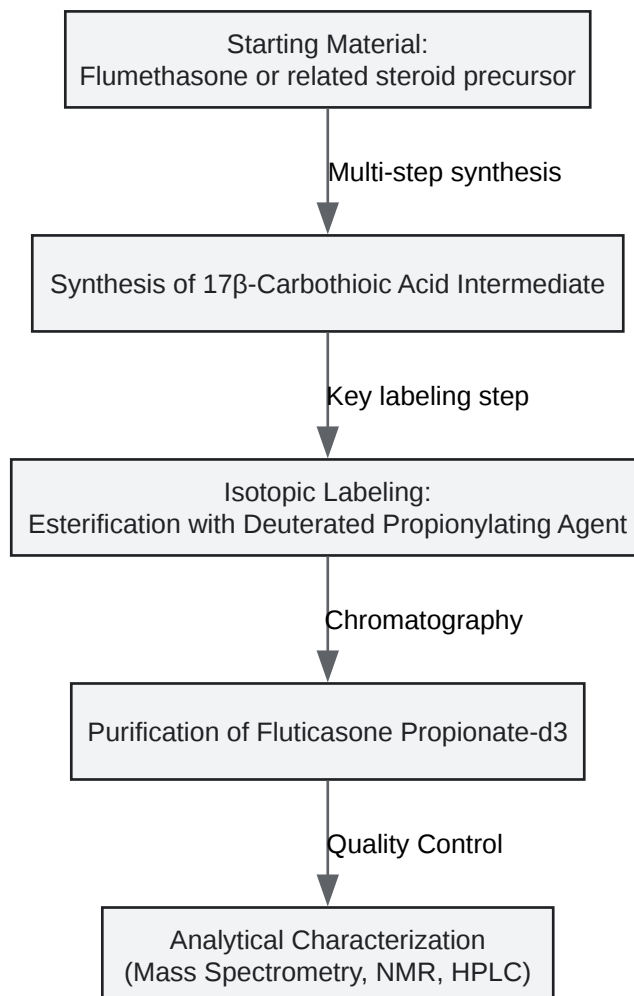 Starting Material:
Flumethasone or related steroid precursor
Multi-step synthesis
Synthesis of 17β-Carbothioic Acid Intermediate
Key labeling step
Isotopic Labeling:
Esterification with Deuterated Propionylating Agent
Chromatography
Purification of Fluticasone Propionate-d3
Quality Control
Analytical Characterization
(Mass Spectrometry, NMR, HPLC)